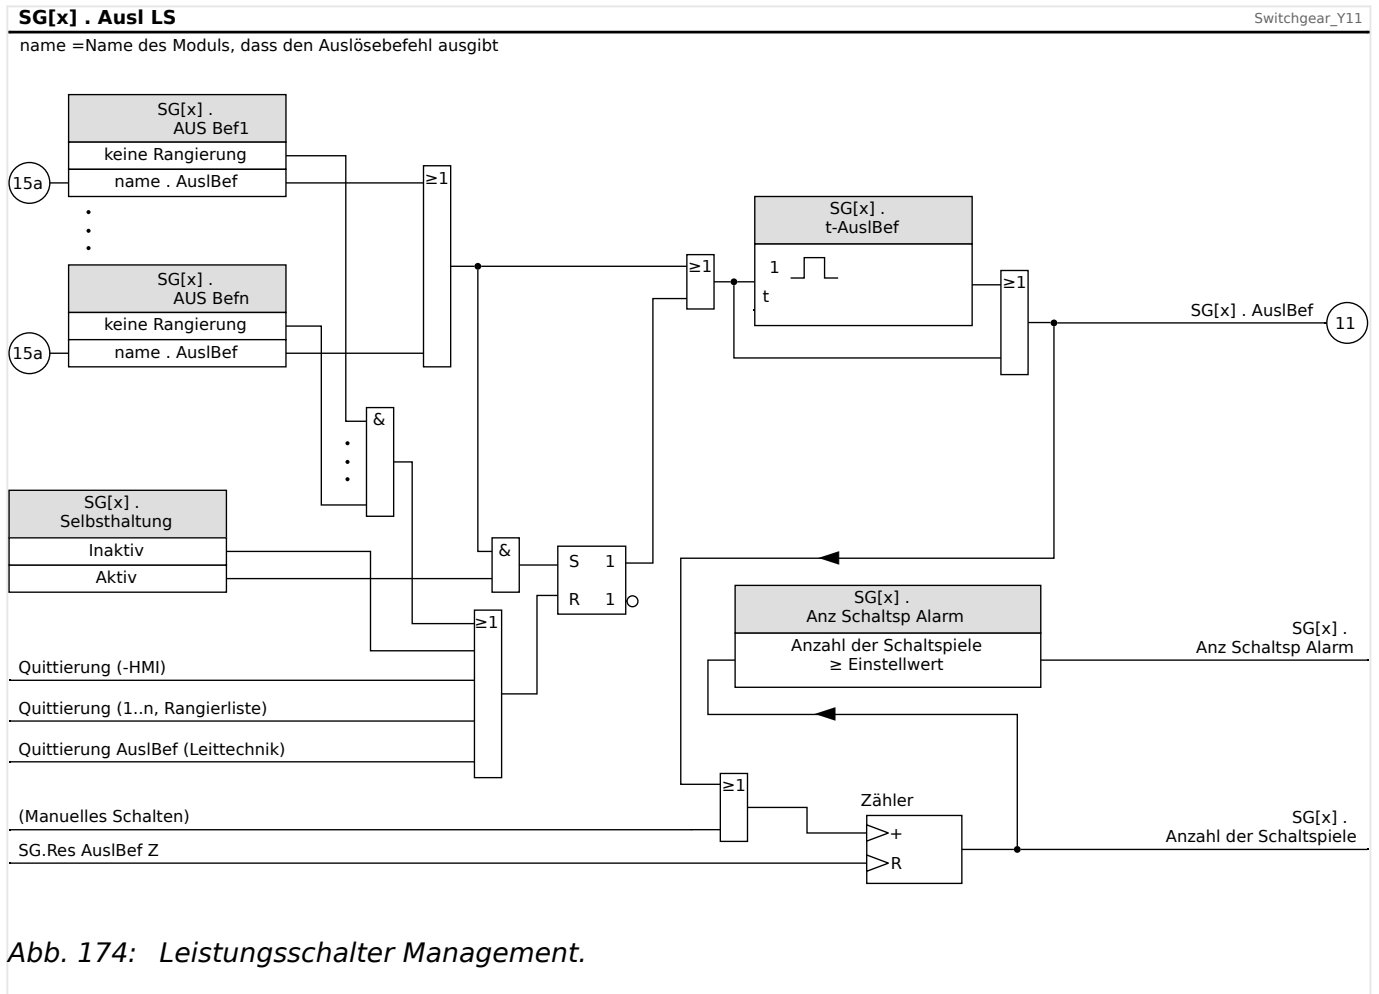 SG[x] . Ausl LS
Switchgear_Y11
name =Name des Moduls, dass den Auslösebefehl ausgibt
SG[x] .
AUS Bef1
keine Rangierung
15a
name . AuslBef
≥1
SG[x] .
t-AuslBef
1
t
≥1
≥1
SG[x] .
AUS Befn
keine Rangierung
15a
name . AuslBef
SG[x] . AuslBef
11
&
SG[x] .
Selbsthaltung
Inaktiv
Aktiv
&
S 1
R 1
≥1
SG[x] .
Anz Schaltsp Alarm
Anzahl der Schaltspiele
≥ Einstellwert
SG[x] .
Anz Schaltsp Alarm
Quittierung (-HMI)
Quittierung (1..n, Rangierliste)
Quittierung AuslBef (Leittechnik)
≥1
(Manuelles Schalten)
SG.Res AuslBef Z
Zähler
+
R
SG[x] .
Anzahl der Schaltspiele
Abb. 174: Leistungsschalter Management.